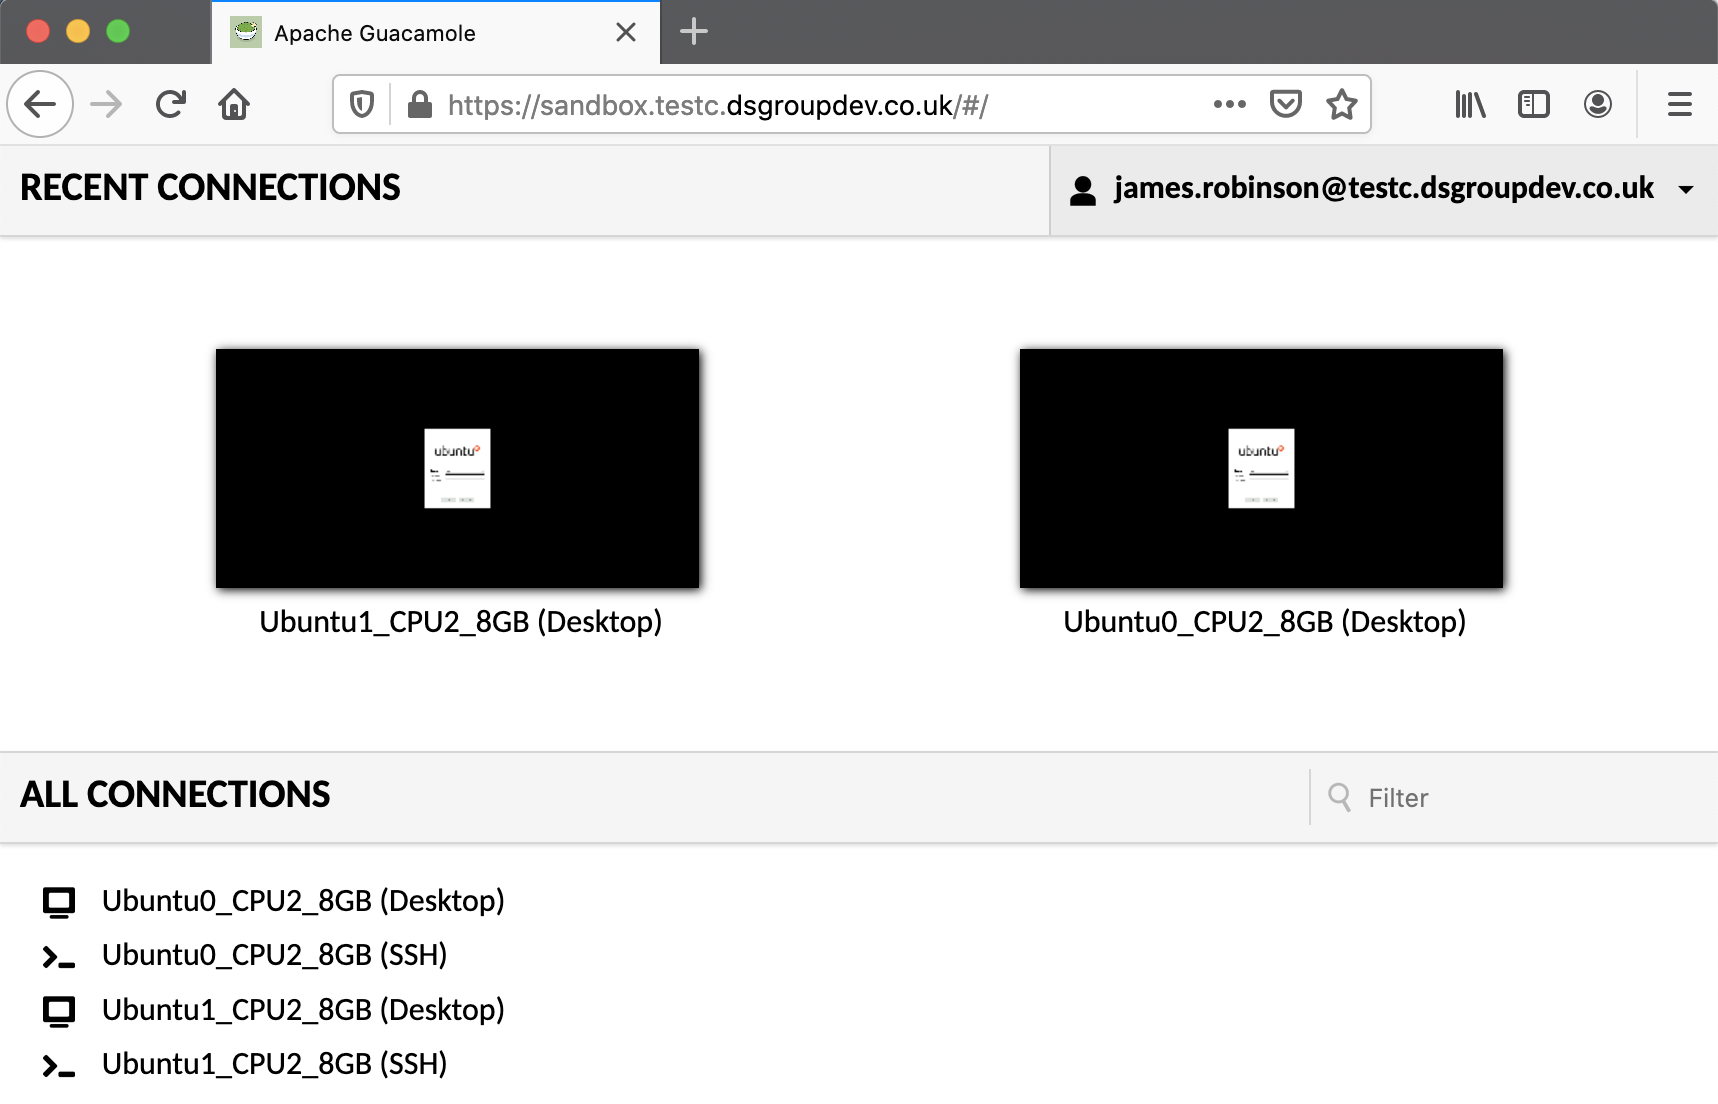 Apache Guacamole
https://sandbox.testc.dsgroupdev.co.uk/#/
RECENT CONNECTIONS
james.robinson@testc.dsgroupdev.co.uk
ubuntu
ubuntu
Ubuntu1_CPU2_8GB (Desktop)
Ubuntu0_CPU2_8GB (Desktop)
ALL CONNECTIONS
Filter
Ubuntu0_CPU2_8GB (Desktop)
Ubuntu0_CPU2_8GB (SSH)
Ubuntu1_CPU2_8GB (Desktop)
Ubuntu1_CPU2_8GB (SSH)